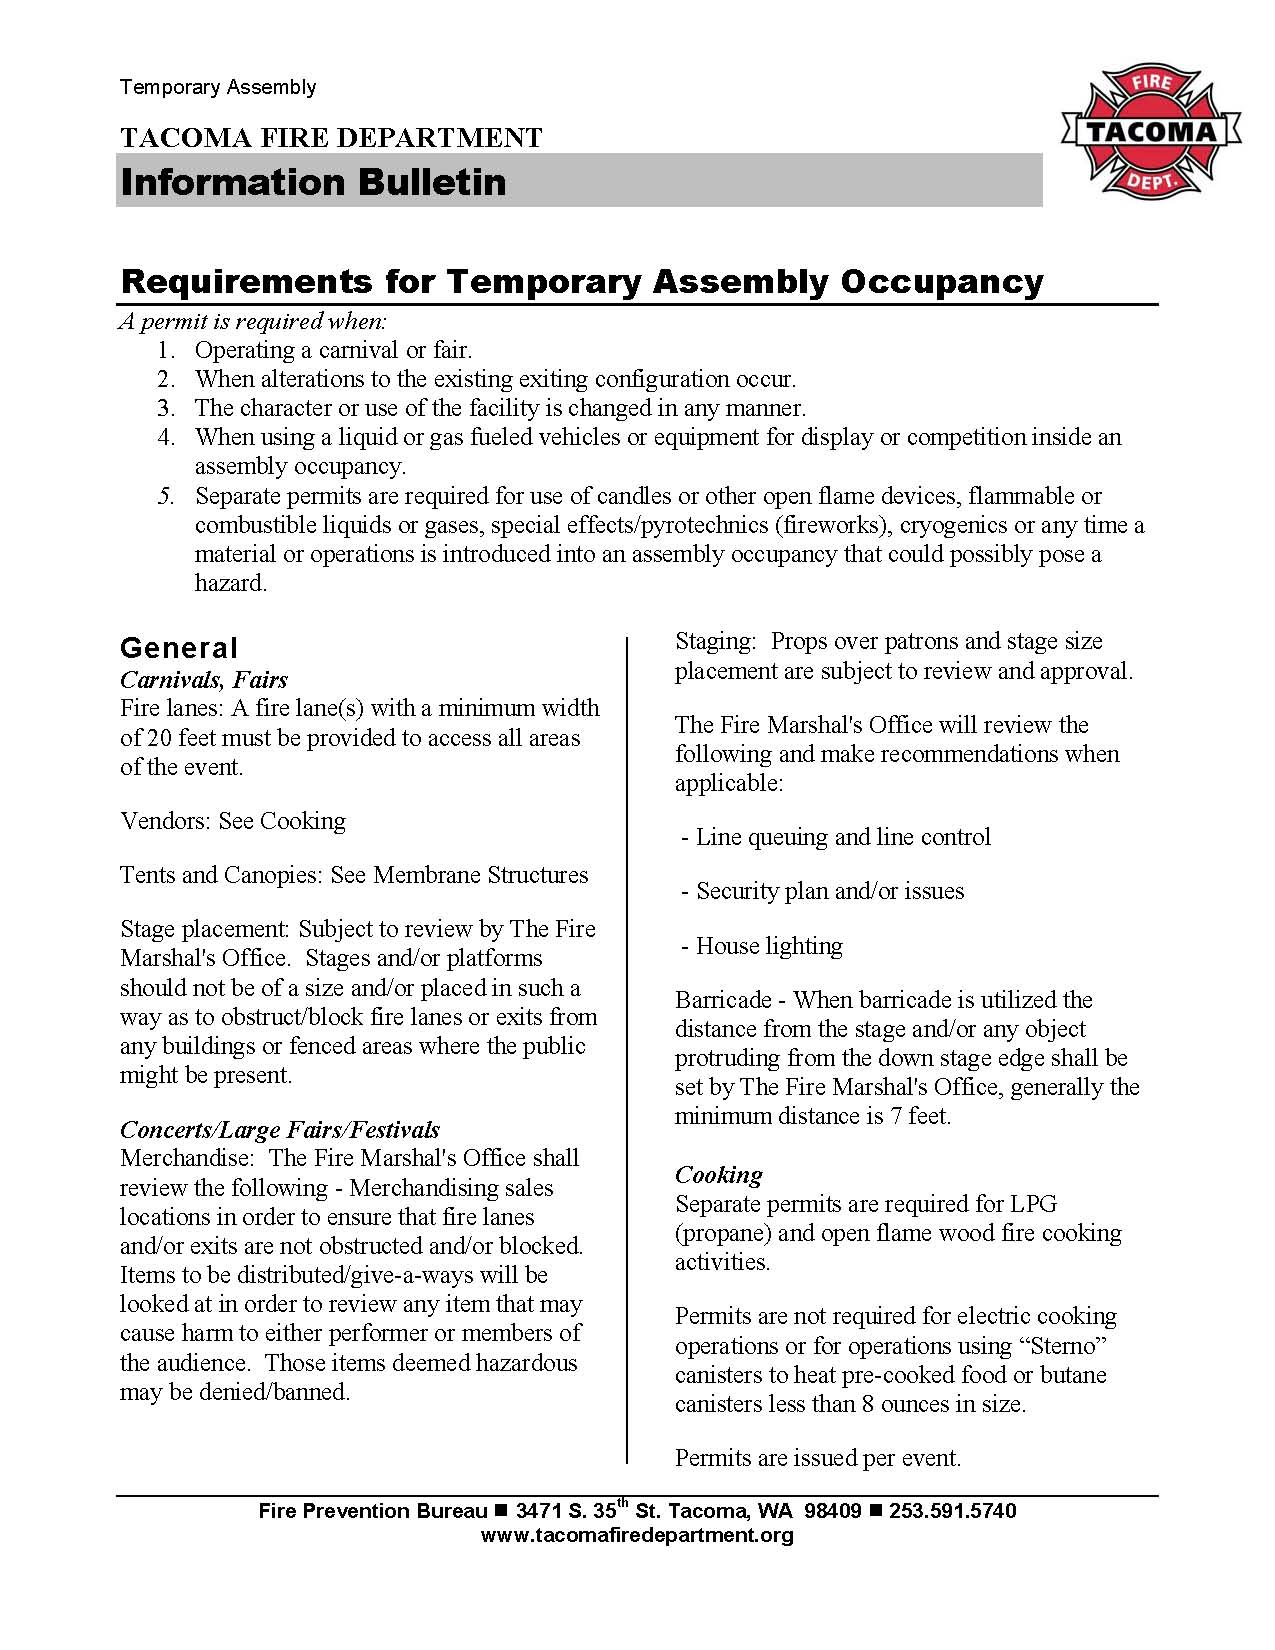 Temporary Assembly
FIRE
TACOMA
DEPT.
TACOMA FIRE DEPARTMENT
Information Bulletin
Requirements for Temporary Assembly Occupancy
A permit is required when:
1. Operating a carnival or fair.
2. When alterations to the existing exiting configuration occur.
3. The character or use of the facility is changed in any manner.
4. When using a liquid or gas fueled vehicles or equipment for display or competition inside an
assembly occupancy.
5. Separate permits are required for use of candles or other open flame devices, flammable or
combustible liquids or gases, special effects/pyrotechnics (fireworks), cryogenics or any time a
material or operations is introduced into an assembly occupancy that could possibly pose a
hazard.
General
Carnivals, Fairs
Fire lanes: A fire lane(s) with a minimum width
of 20 feet must be provided to access all areas
of the event.
Vendors: See Cooking
Tents and Canopies: See Membrane Structures
Stage placement: Subject to review by The Fire
Marshal's Office.  Stages and/or platforms
should not be of a size and/or placed in such a
way as to obstruct/block fire lanes or exits from
any buildings or fenced areas where the public
might be present.
Concerts/Large Fairs/Festivals
Merchandise:  The Fire Marshal's Office shall
review the following - Merchandising sales
locations in order to ensure that fire lanes
and/or exits are not obstructed and/or blocked.
Items to be distributed/give-a-ways will be
looked at in order to review any item that may
cause harm to either performer or members of
the audience.  Those items deemed hazardous
may be denied/banned.
Staging:  Props over patrons and stage size
placement are subject to review and approval.
The Fire Marshal's Office will review the
following and make recommendations when
applicable:
- Line queuing and line control
- Security plan and/or issues
- House lighting
Barricade - When barricade is utilized the
distance from the stage and/or any object
protruding from the down stage edge shall be
set by The Fire Marshal's Office, generally the
minimum distance is 7 feet.
Cooking
Separate permits are required for LPG
(propane) and open flame wood fire cooking
activities.
Permits are not required for electric cooking
operations or for operations using “Sterno”
canisters to heat pre-cooked food or butane
canisters less than 8 ounces in size.
Permits are issued per event.
Fire Prevention Bureau ■ 3471 S. 35th St. Tacoma, WA  98409 ■ 253.591.5740
www.tacomafiredepartment.org